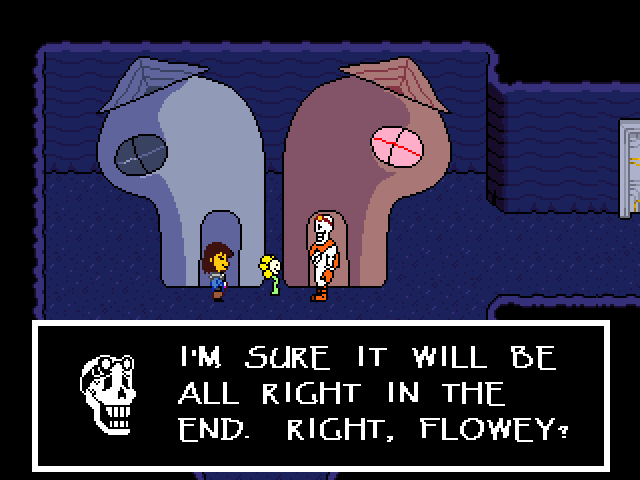 I'M SURE IT WILL BE
ALL RIGHT IN THE
END. RIGHT, FLOWEY?